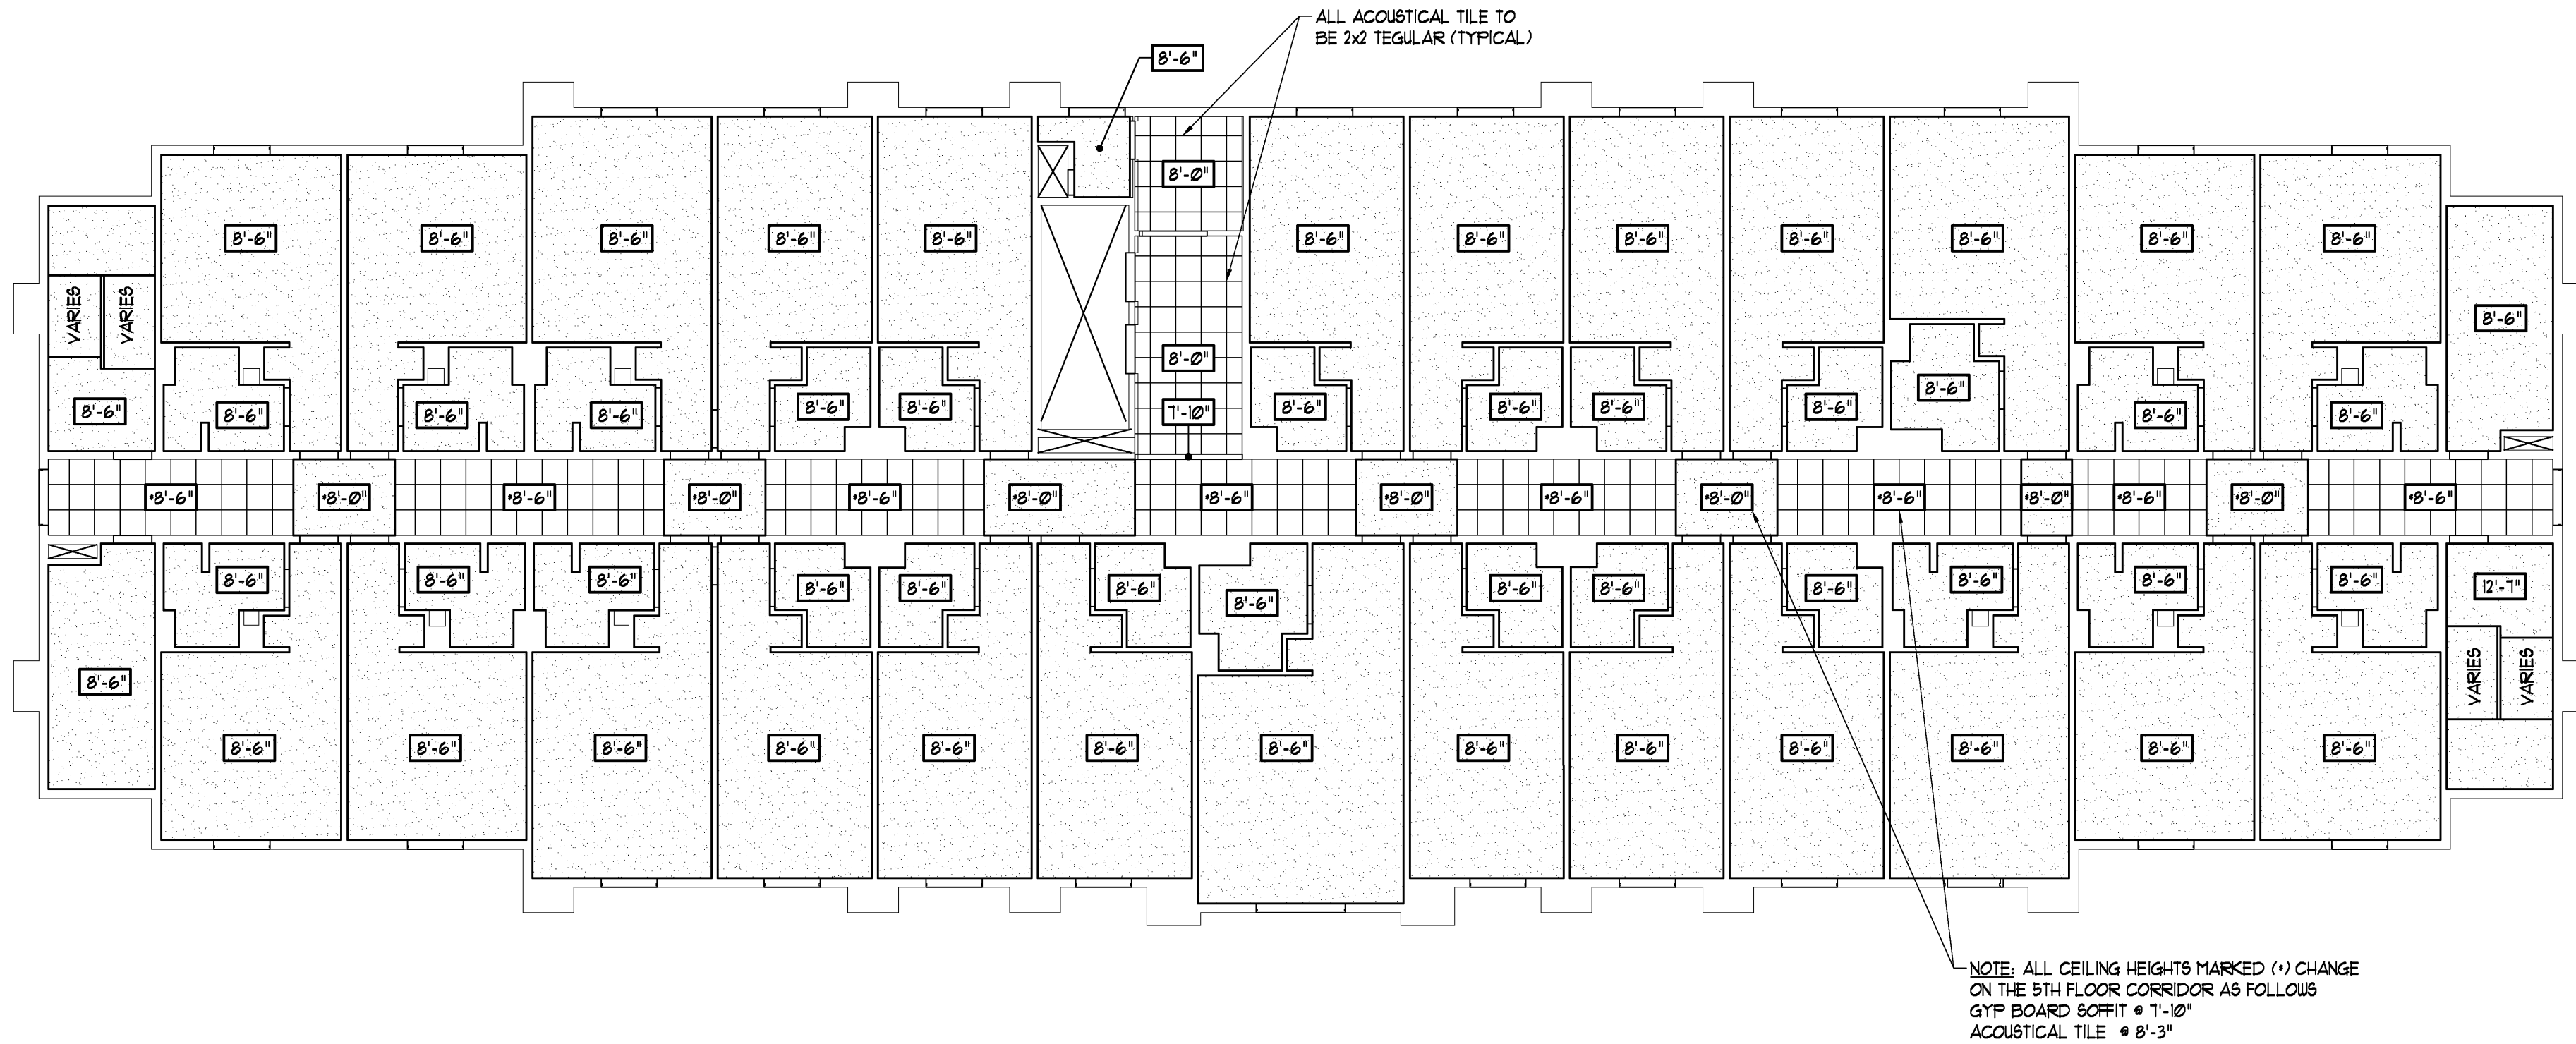 ALL ACOUSTICAL TILE TO
BE 2x2 TEGULAR (TYPICAL)
8'-6"
8'-0"
8'-6" 8'-6" 8'-6" 8'-6" 8'-6" 8'-6" 8'-6" 8'-6" 8'-6" 8'-6" 8'-6" 8'-6"
VARIES VARIES
8'-6"
8'-0"
8'-6"
8'-6" 8'-6" 8'-6" 8'-6" 8'-6" 8'-6" 7'-10" 8'-6" 8'-6" 8'-6" 8'-6" 8'-6" 8'-6"
*8'-6" *8'-0" *8'-6" *8'-0" *8'-6" *8'-0" *8'-6" *8'-0" *8'-6" *8'-0" *8'-6" *8'-0" *8'-6" *8'-0" *8'-6"
8'-6" 8'-6" 8'-6" 8'-6" 8'-6" 8'-6" 8'-6" 8'-6" 8'-6" 8'-6" 8'-6" 8'-6" 8'-6" 12'-7"
VARIES VARIES
8'-6"
8'-6" 8'-6" 8'-6" 8'-6" 8'-6" 8'-6" 8'-6" 8'-6" 8'-6" 8'-6" 8'-6" 8'-6" 8'-6"
NOTE: ALL CEILING HEIGHTS MARKED (*) CHANGE
ON THE 5TH FLOOR CORRIDOR AS FOLLOWS
GYP BOARD SOFFIT @ 7'-10"
ACOUSTICAL TILE @ 8'-3"